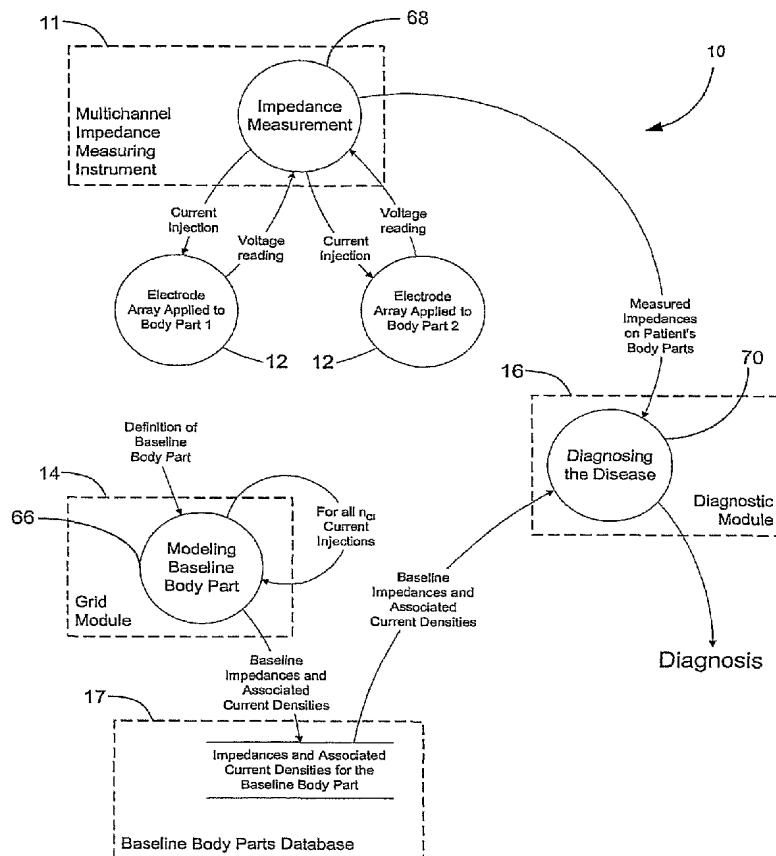 11
68
10
Multichannel
Impedance
Measuring
Instrument
Impedance
Measurement
Current
Injection
Voltage
reading
Current
Injection
Voltage
reading
Electrode
Array Applied to
Body Part 1
Electrode
Array Applied to
Body Part 2
12
12
Measured
Impedances
on Patient's
Body Parts
16
70
Diagnosing
the Disease
Diagnostic
Module
Definition of
Baseline
Body Part
14
66
Modeling
Baseline
Body Part
For all nCI
Current
Injections
Grid
Module
Baseline
Impedances and
Associated
Current Densities
Baseline
Impedances and
Associated
Current Densities
Diagnosis
17
Impedances and Associated
Current Densities for the
Baseline Body Part
Baseline Body Parts Database